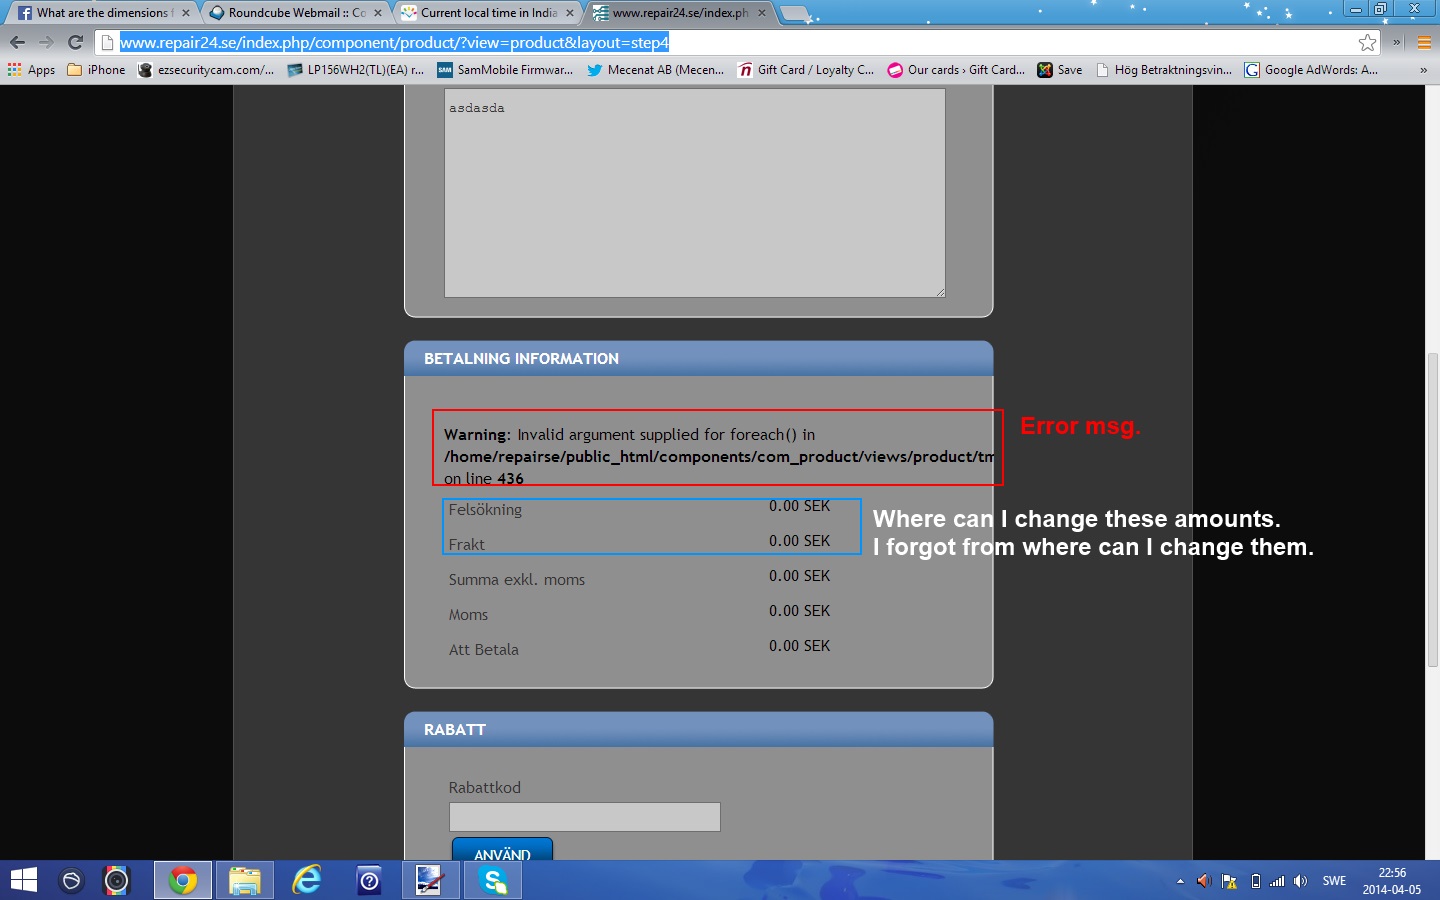 What are the dimensions f
Roundcube Webmail :: Co
Current local time in India
www.repair24.se/index.ph
www.repair24.se/index.php/component/product/?view=product&layout=step4
Apps iPhone ezsecuritycam.com/... LP156WH2(TL)(EA) r... SamMobile Firmwar... Mecenat AB (Mecen... Gift Card / Loyalty C... Our cards › Gift Card... Save Hög Betraktningsvin... Google AdWords: A... »
asdasda
BETALNING INFORMATION
Warning: Invalid argument supplied for foreach() in
/home/repairse/public_html/components/com_product/views/product/tm
on line 436
Error msg.
Felsökning 0.00 SEK
Frakt 0.00 SEK
Where can I change these amounts.
I forgot from where can I change them.
Summa exkl. moms 0.00 SEK
Moms 0.00 SEK
Att Betala 0.00 SEK
RABATT
Rabattkod
ANVÄND
SWE
22:56
2014-04-05